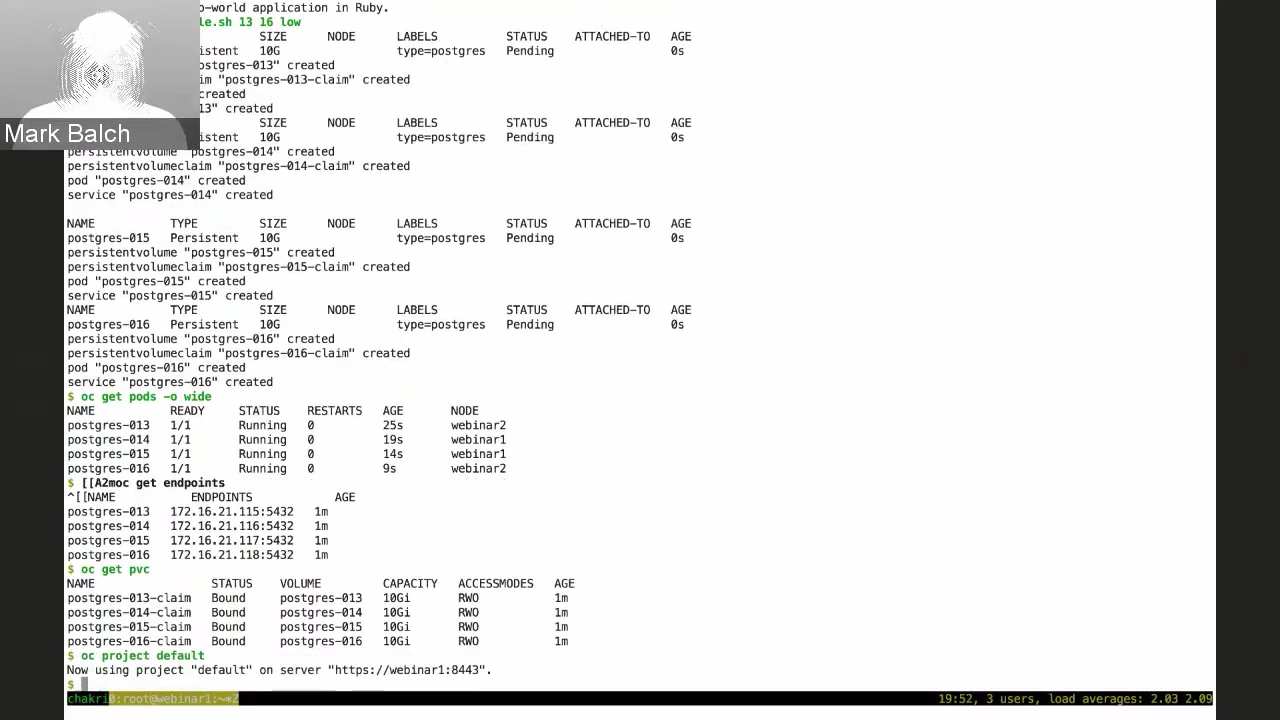 o-world application in Ruby.
le.sh 13 16 low
SIZE NODE LABELS STATUS ATTACHED-TO AGE
istent 10G type=postgres Pending 0s
ostgres-013" created
im "postgres-013-claim" created
created
13" created
SIZE NODE LABELS STATUS ATTACHED-TO AGE
istent 10G type=postgres Pending 0s
Mark Balch
persistentvolume "postgres-014" created
persistentvolumeclaim "postgres-014-claim" created
pod "postgres-014" created
service "postgres-014" created
NAME TYPE SIZE NODE LABELS STATUS ATTACHED-TO AGE
postgres-015 Persistent 10G type=postgres Pending 0s
persistentvolume "postgres-015" created
persistentvolumeclaim "postgres-015-claim" created
pod "postgres-015" created
service "postgres-015" created
NAME TYPE SIZE NODE LABELS STATUS ATTACHED-TO AGE
postgres-016 Persistent 10G type=postgres Pending 0s
persistentvolume "postgres-016" created
persistentvolumeclaim "postgres-016-claim" created
pod "postgres-016" created
service "postgres-016" created
$ oc get pods -o wide
NAME READY STATUS RESTARTS AGE NODE
postgres-013 1/1 Running 0 25s webinar2
postgres-014 1/1 Running 0 19s webinar1
postgres-015 1/1 Running 0 14s webinar1
postgres-016 1/1 Running 0 9s webinar2
$ [[A2moc get endpoints
^[[NAME ENDPOINTS AGE
postgres-013 172.16.21.115:5432 1m
postgres-014 172.16.21.116:5432 1m
postgres-015 172.16.21.117:5432 1m
postgres-016 172.16.21.118:5432 1m
$ oc get pvc
NAME STATUS VOLUME CAPACITY ACCESSMODES AGE
postgres-013-claim Bound postgres-013 10Gi RWO 1m
postgres-014-claim Bound postgres-014 10Gi RWO 1m
postgres-015-claim Bound postgres-015 10Gi RWO 1m
postgres-016-claim Bound postgres-016 10Gi RWO 1m
$ oc project default
Now using project "default" on server "https://webinar1:8443".
$
chakri0:root@webinar1:~*Z 19:52, 3 users, load averages: 2.03 2.09